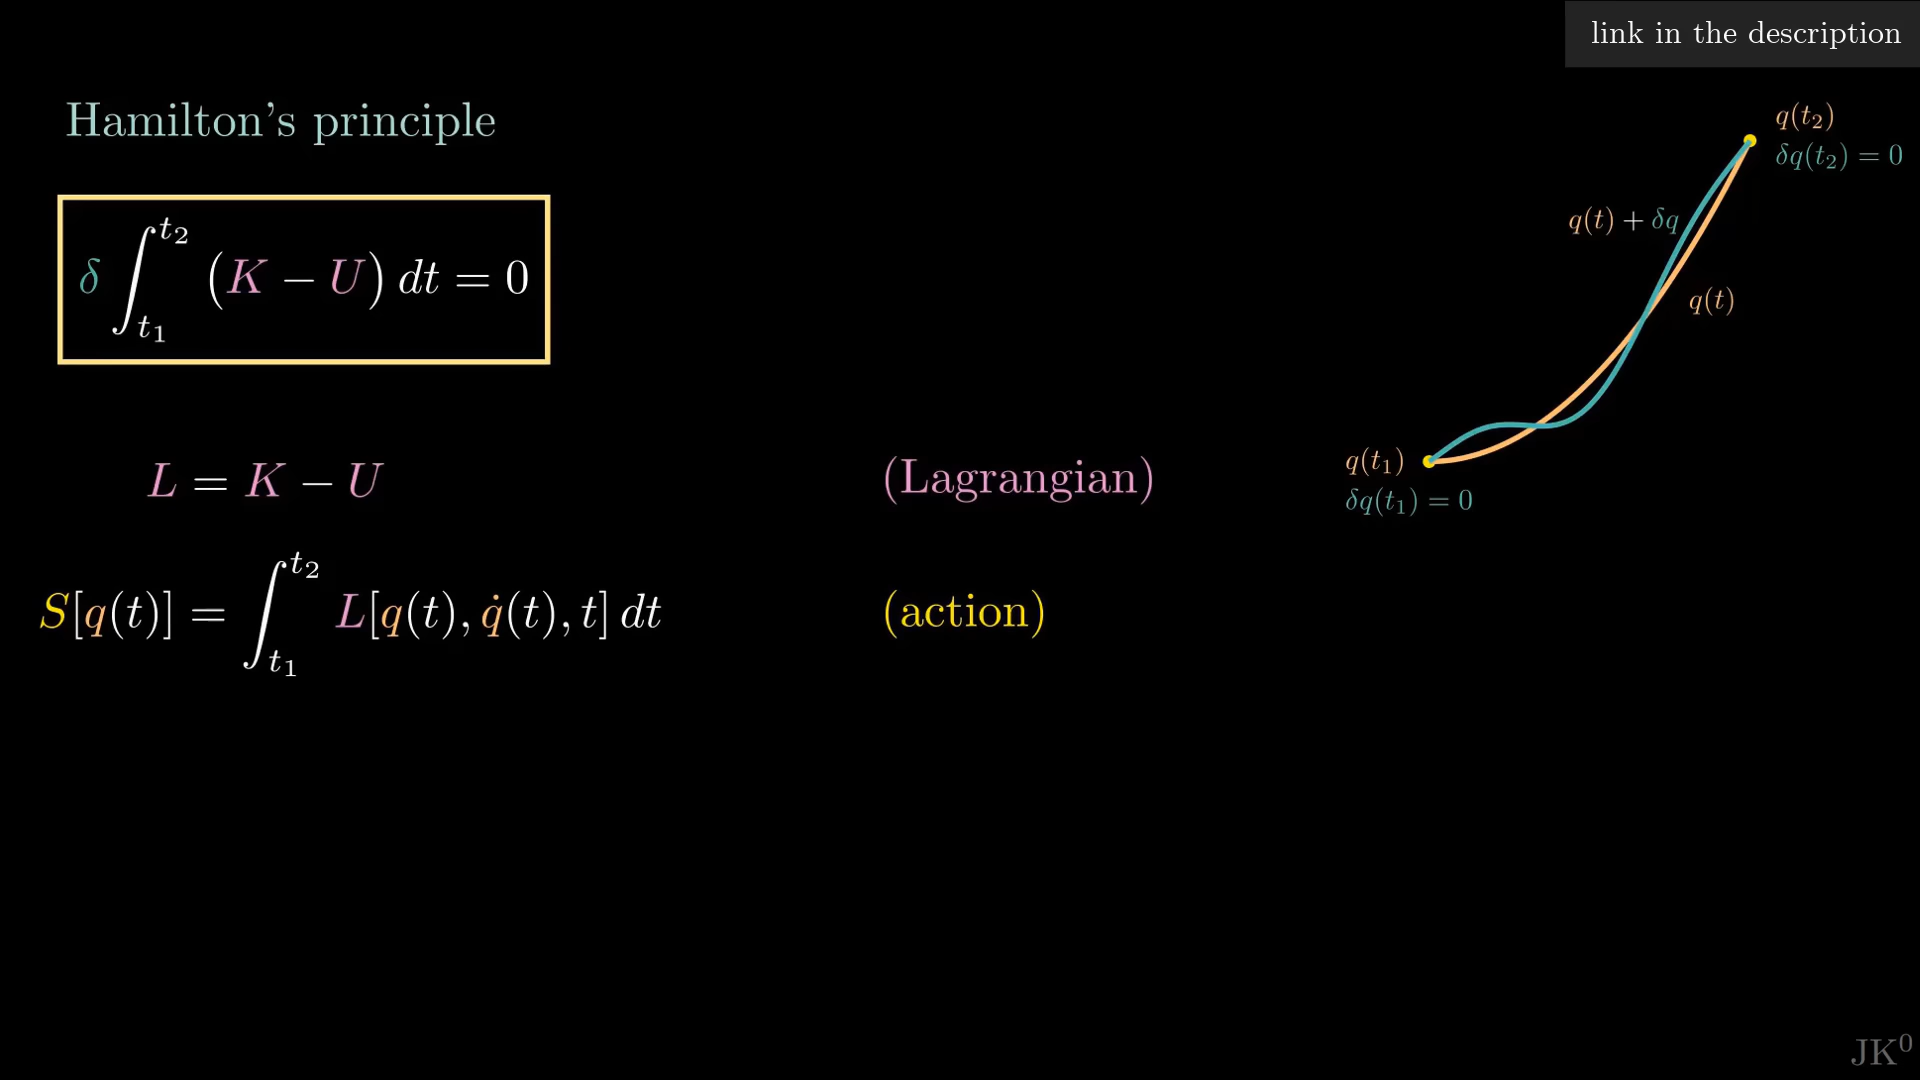 link in the description
Hamilton's principle
δ ∫_{t₁}^{t₂} (K − U) dt = 0
q(t₂)
δq(t₂) = 0
q(t) + δq
q(t)
q(t₁)
δq(t₁) = 0
L = K − U (Lagrangian)
S[q(t)] = ∫_{t₁}^{t₂} L[q(t), q̇(t), t] dt (action)
JK⁰